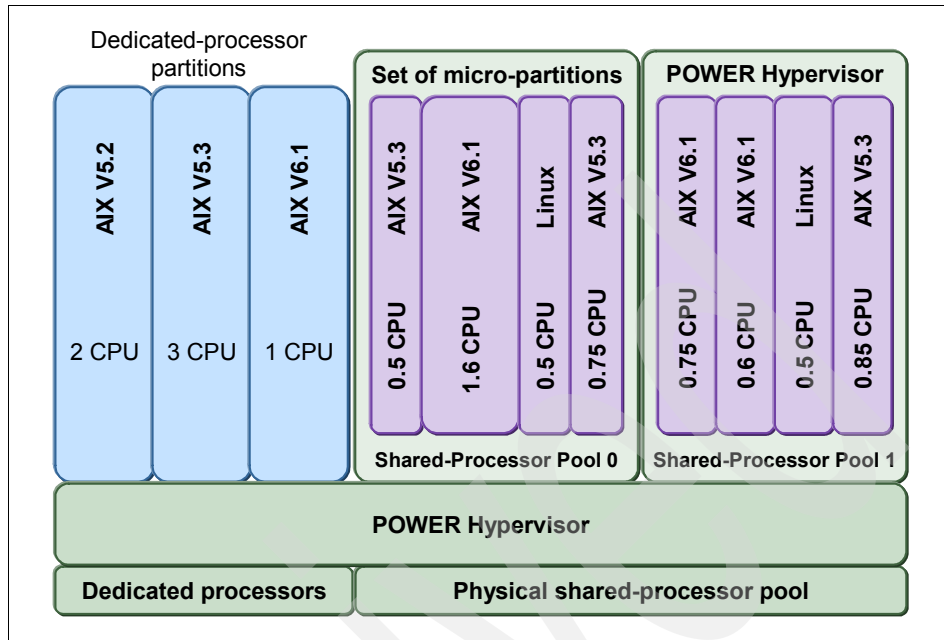 Dedicated-processor
partitions
AIX V5.2
2 CPU
AIX V5.3
3 CPU
AIX V6.1
1 CPU
Set of micro-partitions
AIX V5.3
0.5 CPU
AIX V6.1
1.6 CPU
Linux
0.5 CPU
AIX V5.3
0.75 CPU
Shared-Processor Pool 0
POWER Hypervisor
AIX V6.1
0.75 CPU
AIX V6.1
0.6 CPU
Linux
0.5 CPU
AIX V5.3
0.85 CPU
Shared-Processor Pool 1
POWER Hypervisor
Dedicated processors
Physical shared-processor pool